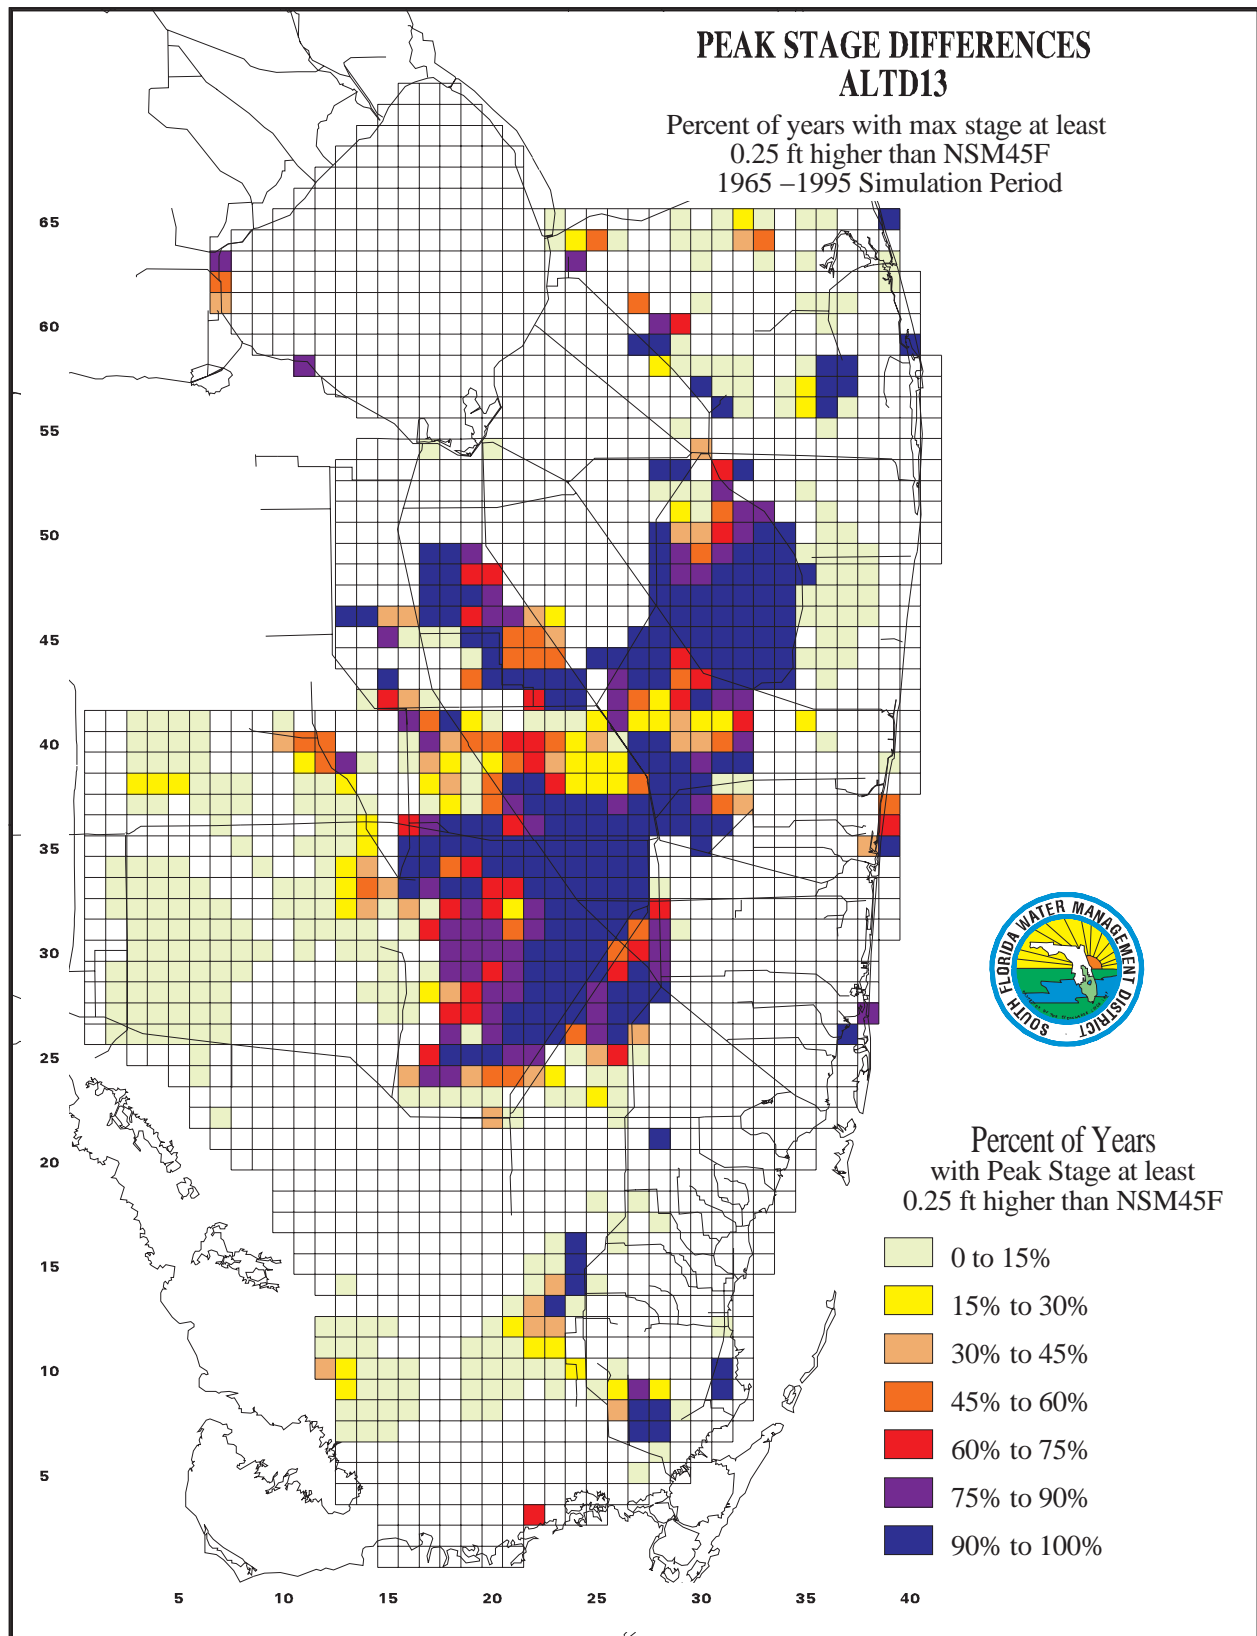 PEAK STAGE DIFFERENCES
ALTD13
Percent of years with max stage at least
0.25 ft higher than NSM45F
1965 –1995 Simulation Period
65
60
55
50
45
40
35
30
25
20
15
10
5
5 10 15 20 25 30 35 40
SOUTH FLORIDA WATER MANAGEMENT DISTRICT
Percent of Years
with Peak Stage at least
0.25 ft higher than NSM45F
0 to 15%
15% to 30%
30% to 45%
45% to 60%
60% to 75%
75% to 90%
90% to 100%